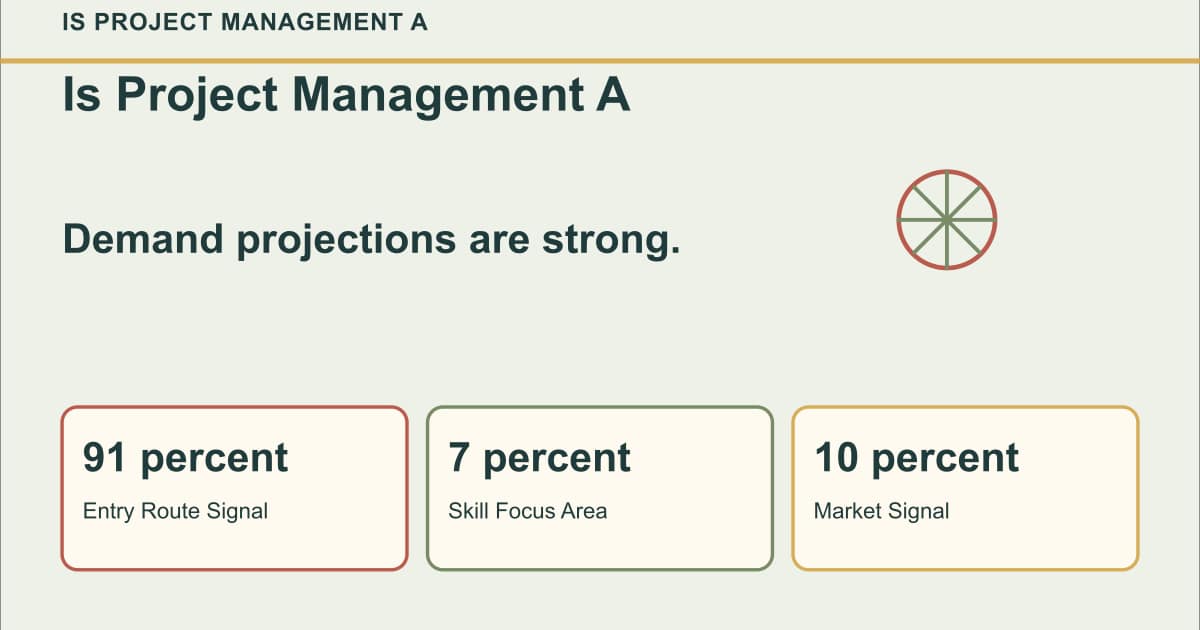 IS PROJECT MANAGEMENT A
Is Project Management A
Demand projections are strong.
91 percent
Entry Route Signal
7 percent
Skill Focus Area
10 percent
Market Signal